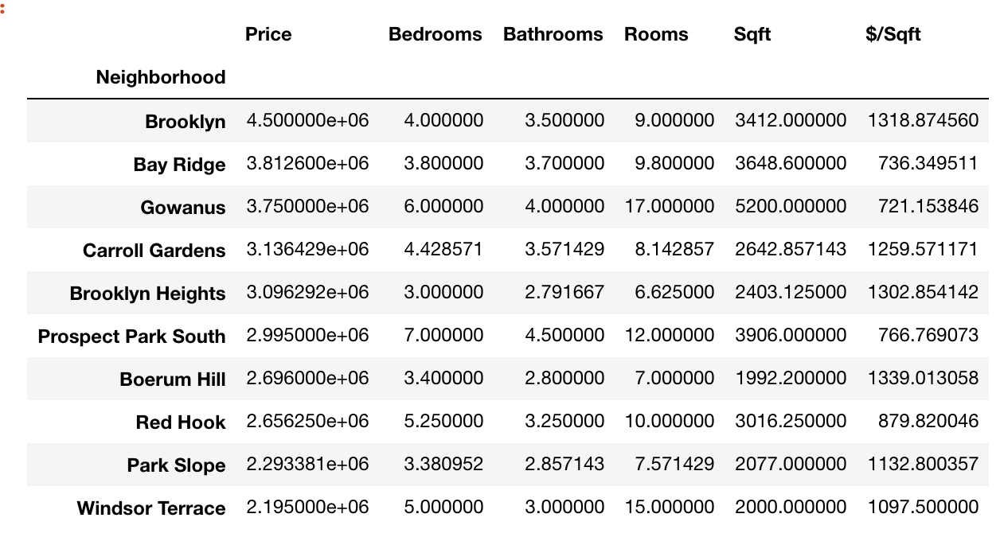 Price Bedrooms Bathrooms Rooms Sqft $/Sqft
Neighborhood
Brooklyn 4.500000e+06 4.000000 3.500000 9.000000 3412.000000 1318.874560
Bay Ridge 3.812600e+06 3.800000 3.700000 9.800000 3648.600000 736.349511
Gowanus 3.750000e+06 6.000000 4.000000 17.000000 5200.000000 721.153846
Carroll Gardens 3.136429e+06 4.428571 3.571429 8.142857 2642.857143 1259.571171
Brooklyn Heights 3.096292e+06 3.000000 2.791667 6.625000 2403.125000 1302.854142
Prospect Park South 2.995000e+06 7.000000 4.500000 12.000000 3906.000000 766.769073
Boerum Hill 2.696000e+06 3.400000 2.800000 7.000000 1992.200000 1339.013058
Red Hook 2.656250e+06 5.250000 3.250000 10.000000 3016.250000 879.820046
Park Slope 2.293381e+06 3.380952 2.857143 7.571429 2077.000000 1132.800357
Windsor Terrace 2.195000e+06 5.000000 3.000000 15.000000 2000.000000 1097.500000